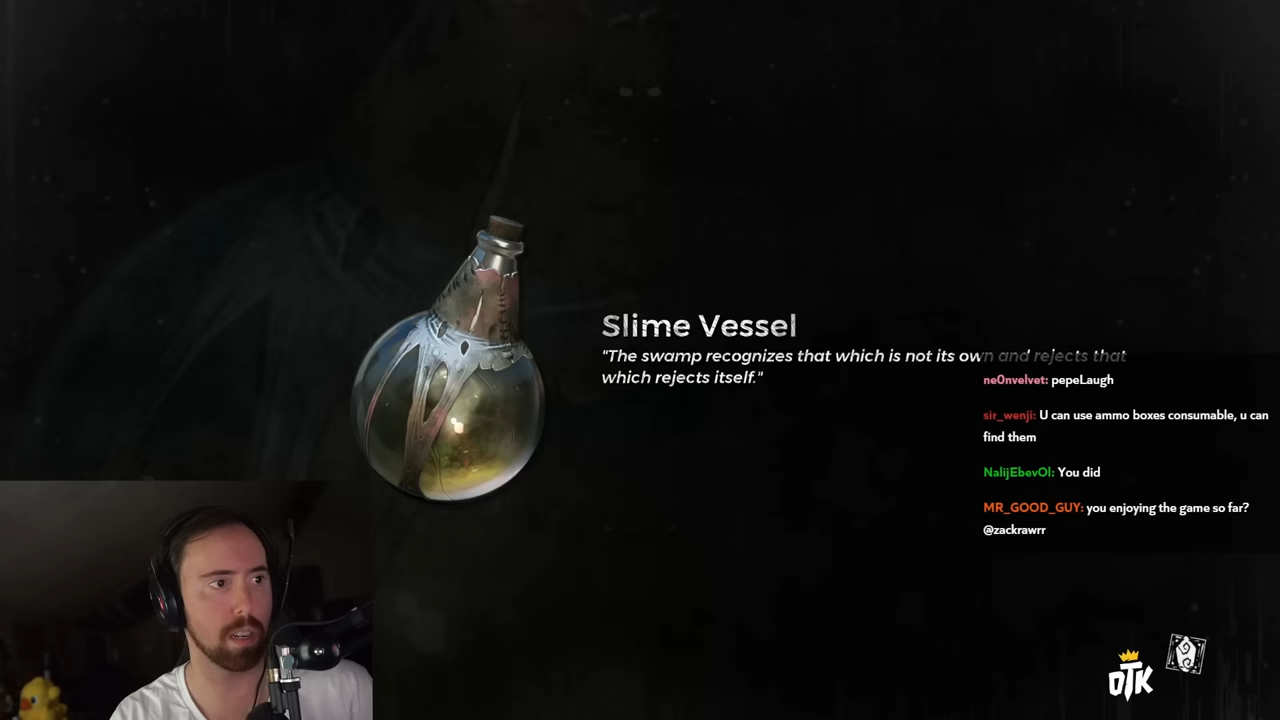 Slime Vessel
"The swamp recognizes that which is not its own and rejects that
which rejects itself."
ne0nvelvet: pepeLaugh
sir_wenji: U can use ammo boxes consumable, u can
find them
NalijEbevOl: You did
MR_GOOD_GUY: you enjoying the game so far?
@zackrawrr
OTK